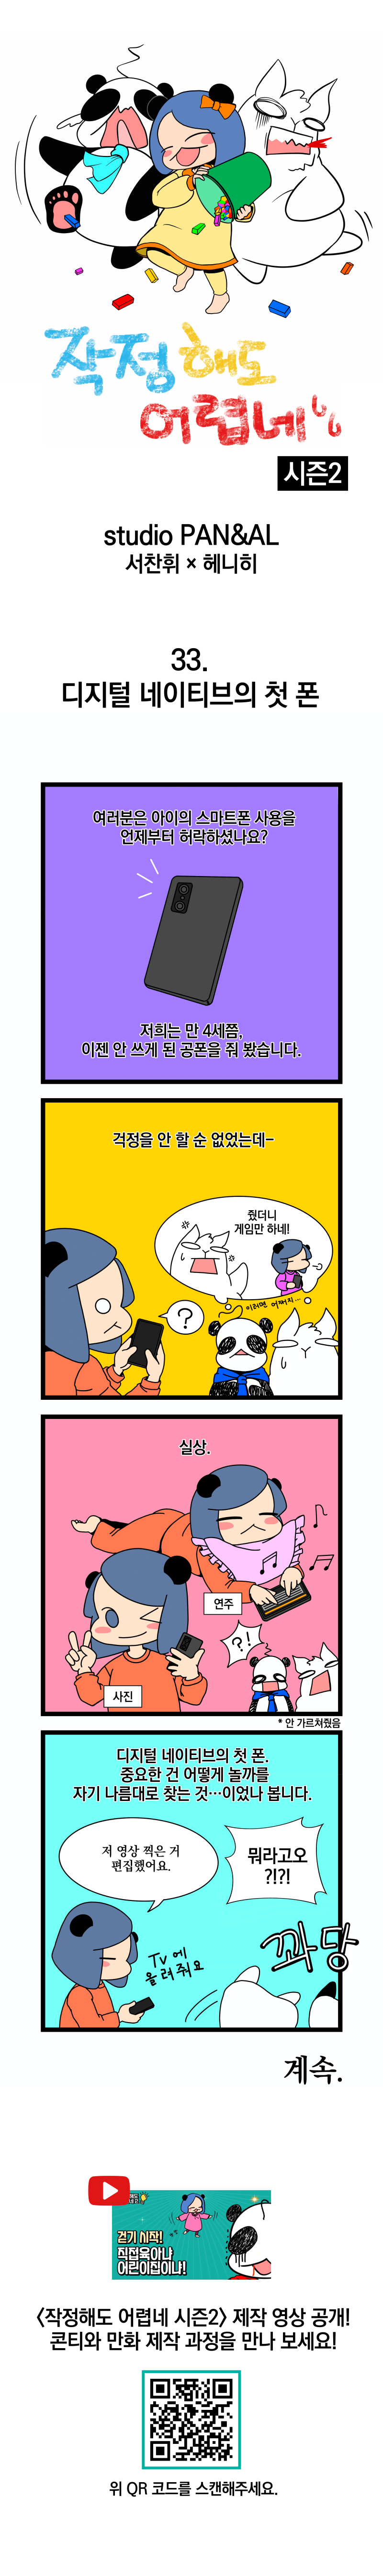 작정해도
어렵네
시즌2
studio PAN&AL
서찬휘 × 헤니히
33.
디지털 네이티브의 첫 폰
여러분은 아이의 스마트폰 사용을
언제부터 허락하셨나요?
저희는 만 4세쯤,
이젠 안 쓰게 된 공폰을 줘 봤습니다.
걱정을 안 할 순 없었는데-
줬더니
게임만 하네!
?
이러면 어쩌지...
실상.
연주
?!
사진
* 안 가르쳐줬음
디지털 네이티브의 첫 폰.
중요한 건 어떻게 놀까를
자기 나름대로 찾는 것…이었나 봅니다.
저 영상 찍은 거
편집했어요.
뭐라고오
?!?!
TV에
올려줘요
꽈당
계속.
걷기 시작!
직접육아냐
어린이집이냐!
<작정해도 어렵네 시즌2> 제작 영상 공개!
콘티와 만화 제작 과정을 만나 보세요!
위 QR 코드를 스캔해주세요.